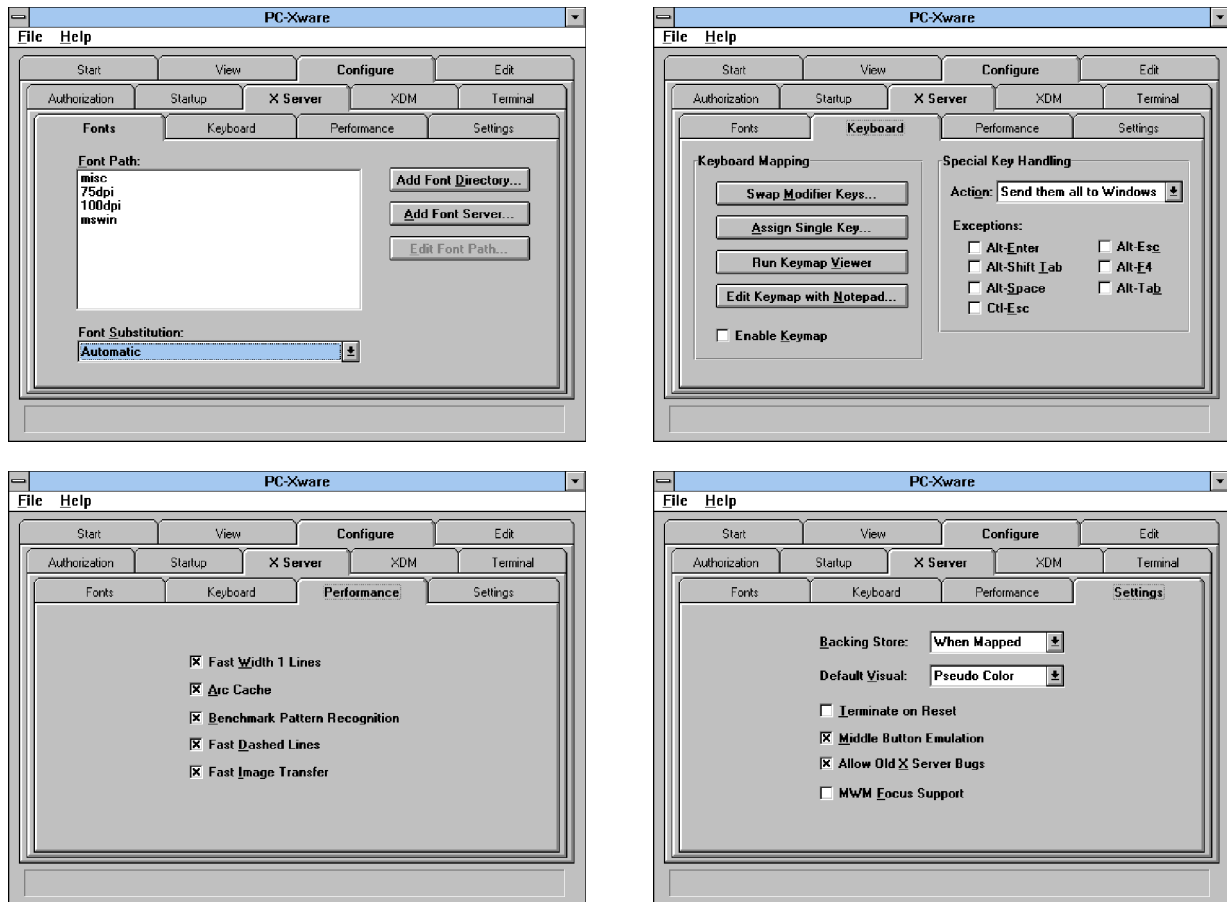 PC-Xware
File Help
Start View Configure Edit
Authorization Startup X Server XDM Terminal
Fonts Keyboard Performance Settings
Font Path:
misc
75dpi
100dpi
mswin
Add Font Directory...
Add Font Server...
Edit Font Path...
Font Substitution:
Automatic
PC-Xware
File Help
Start View Configure Edit
Authorization Startup X Server XDM Terminal
Fonts Keyboard Performance Settings
Keyboard Mapping
Swap Modifier Keys...
Assign Single Key...
Run Keymap Viewer
Edit Keymap with Notepad...
Enable Keymap
Special Key Handling
Action: Send them all to Windows
Exceptions:
Alt-Enter Alt-Esc
Alt-Shift Tab Alt-F4
Alt-Space Alt-Tab
Ctl-Esc
PC-Xware
File Help
Start View Configure Edit
Authorization Startup X Server XDM Terminal
Fonts Keyboard Performance Settings
Fast Width 1 Lines
Arc Cache
Benchmark Pattern Recognition
Fast Dashed Lines
Fast Image Transfer
PC-Xware
File Help
Start View Configure Edit
Authorization Startup X Server XDM Terminal
Fonts Keyboard Performance Settings
Backing Store: When Mapped
Default Visual: Pseudo Color
Terminate on Reset
Middle Button Emulation
Allow Old X Server Bugs
MWM Focus Support